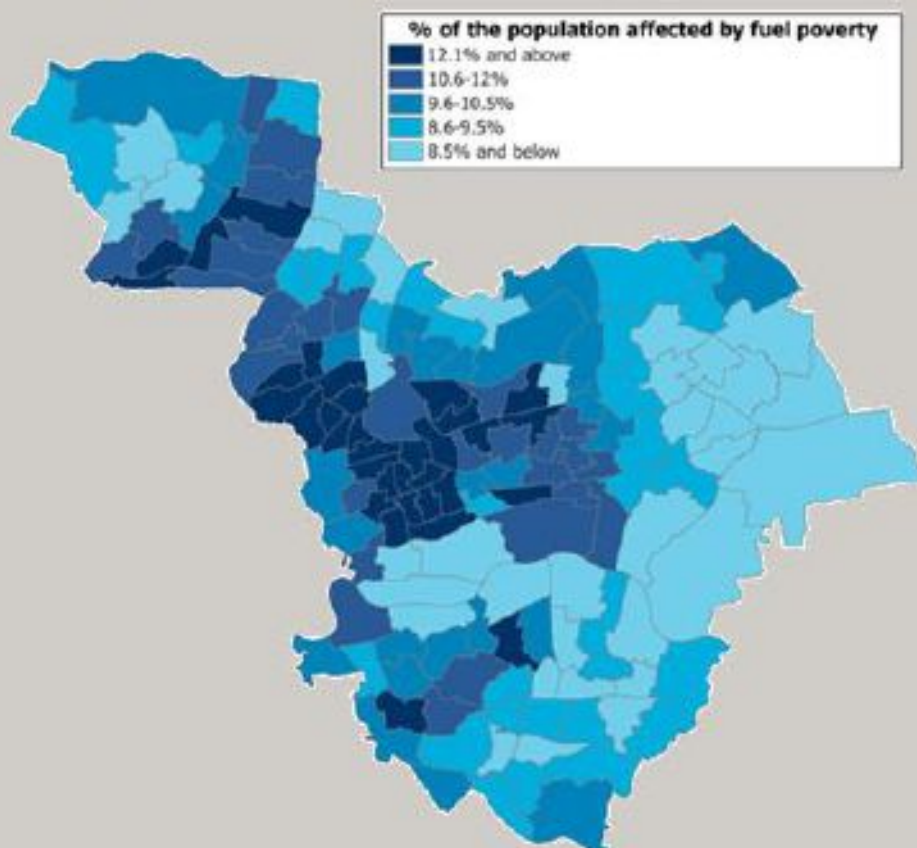 % of the population affected by fuel poverty
12.1% and above
10.6-12%
9.6-10.5%
8.6-9.5%
8.5% and below